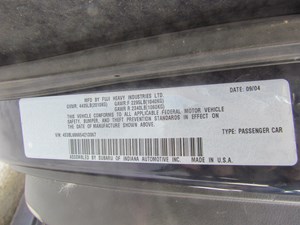 MFD. BY FUJI HEAVY INDUSTRIES LTD.
DATE: 09/04
THIS VEHICLE CONFORMS TO ALL APPLICABLE FEDERAL MOTOR VEHICLE
SAFETY, BUMPER, AND THEFT PREVENTION STANDARDS IN EFFECT
ON THE DATE OF MANUFACTURE SHOWN ABOVE.
TYPE: PASSENGER CAR
ASSEMBLED BY SUBARU OF INDIANA AUTOMOTIVE INC.
MADE IN U.S.A.